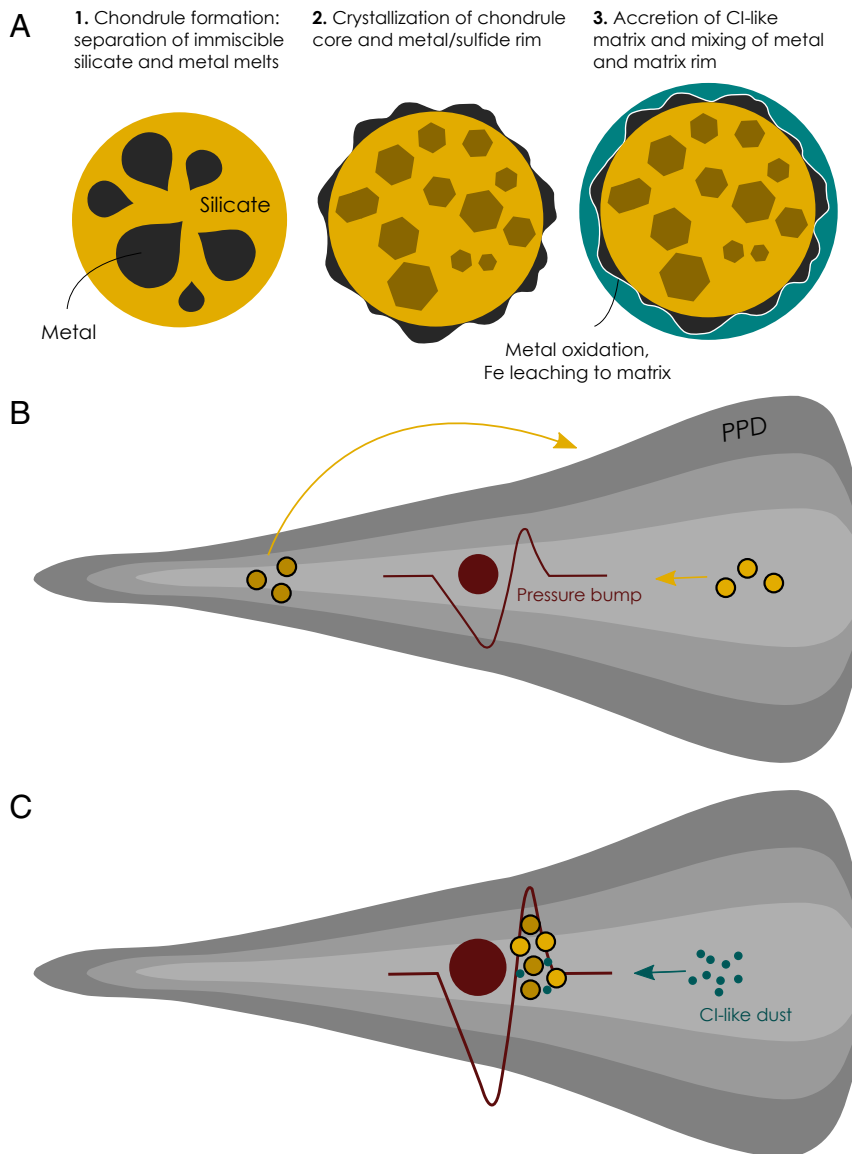 A
1. Chondrule formation:
separation of immiscible
silicate and metal melts
2. Crystallization of chondrule
core and metal/sulfide rim
3. Accretion of CI-like
matrix and mixing of metal
and matrix rim
Silicate
Metal
Metal oxidation,
Fe leaching to matrix
B
PPD
Pressure bump
C
CI-like dust